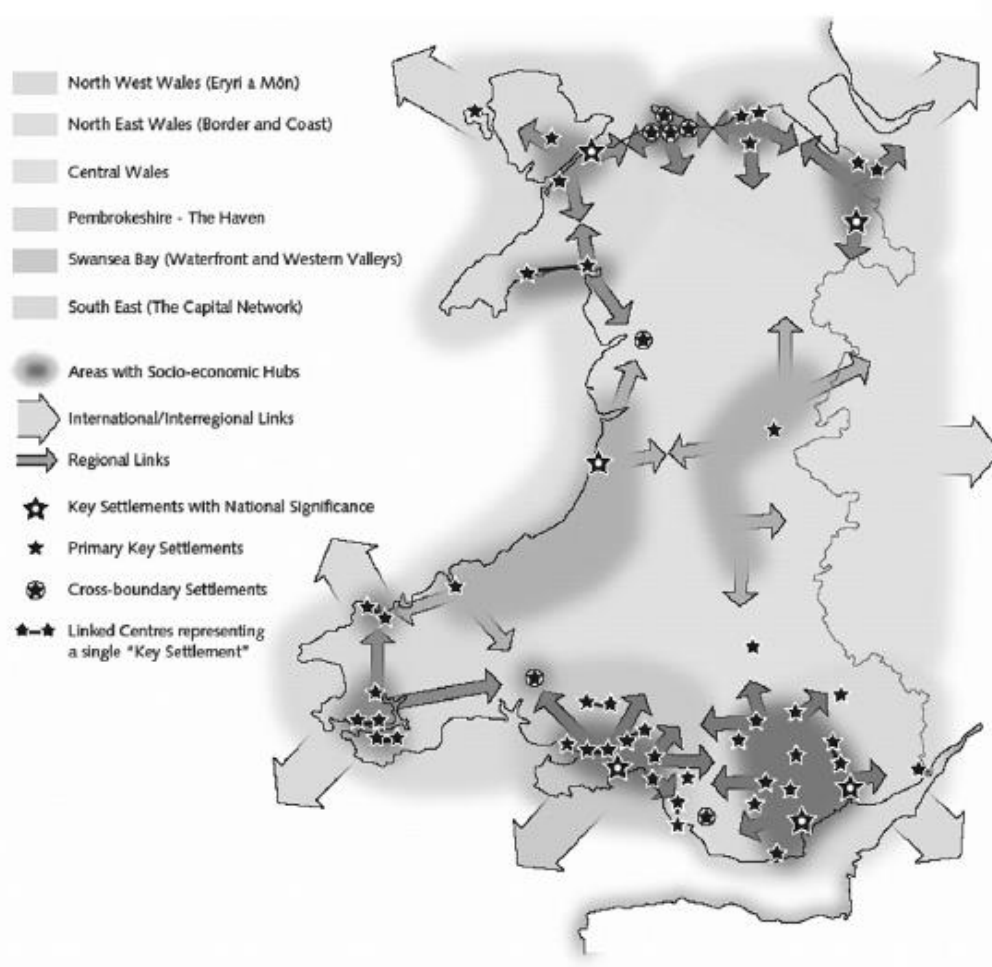 North West Wales (Eryri a Môn)
North East Wales (Border and Coast)
Central Wales
Pembrokeshire - The Haven
Swansea Bay (Waterfront and Western Valleys)
South East (The Capital Network)
Areas with Socio-economic Hubs
International/Interregional Links
Regional Links
Key Settlements with National Significance
Primary Key Settlements
Cross-boundary Settlements
Linked Centres representing
a single "Key Settlement"